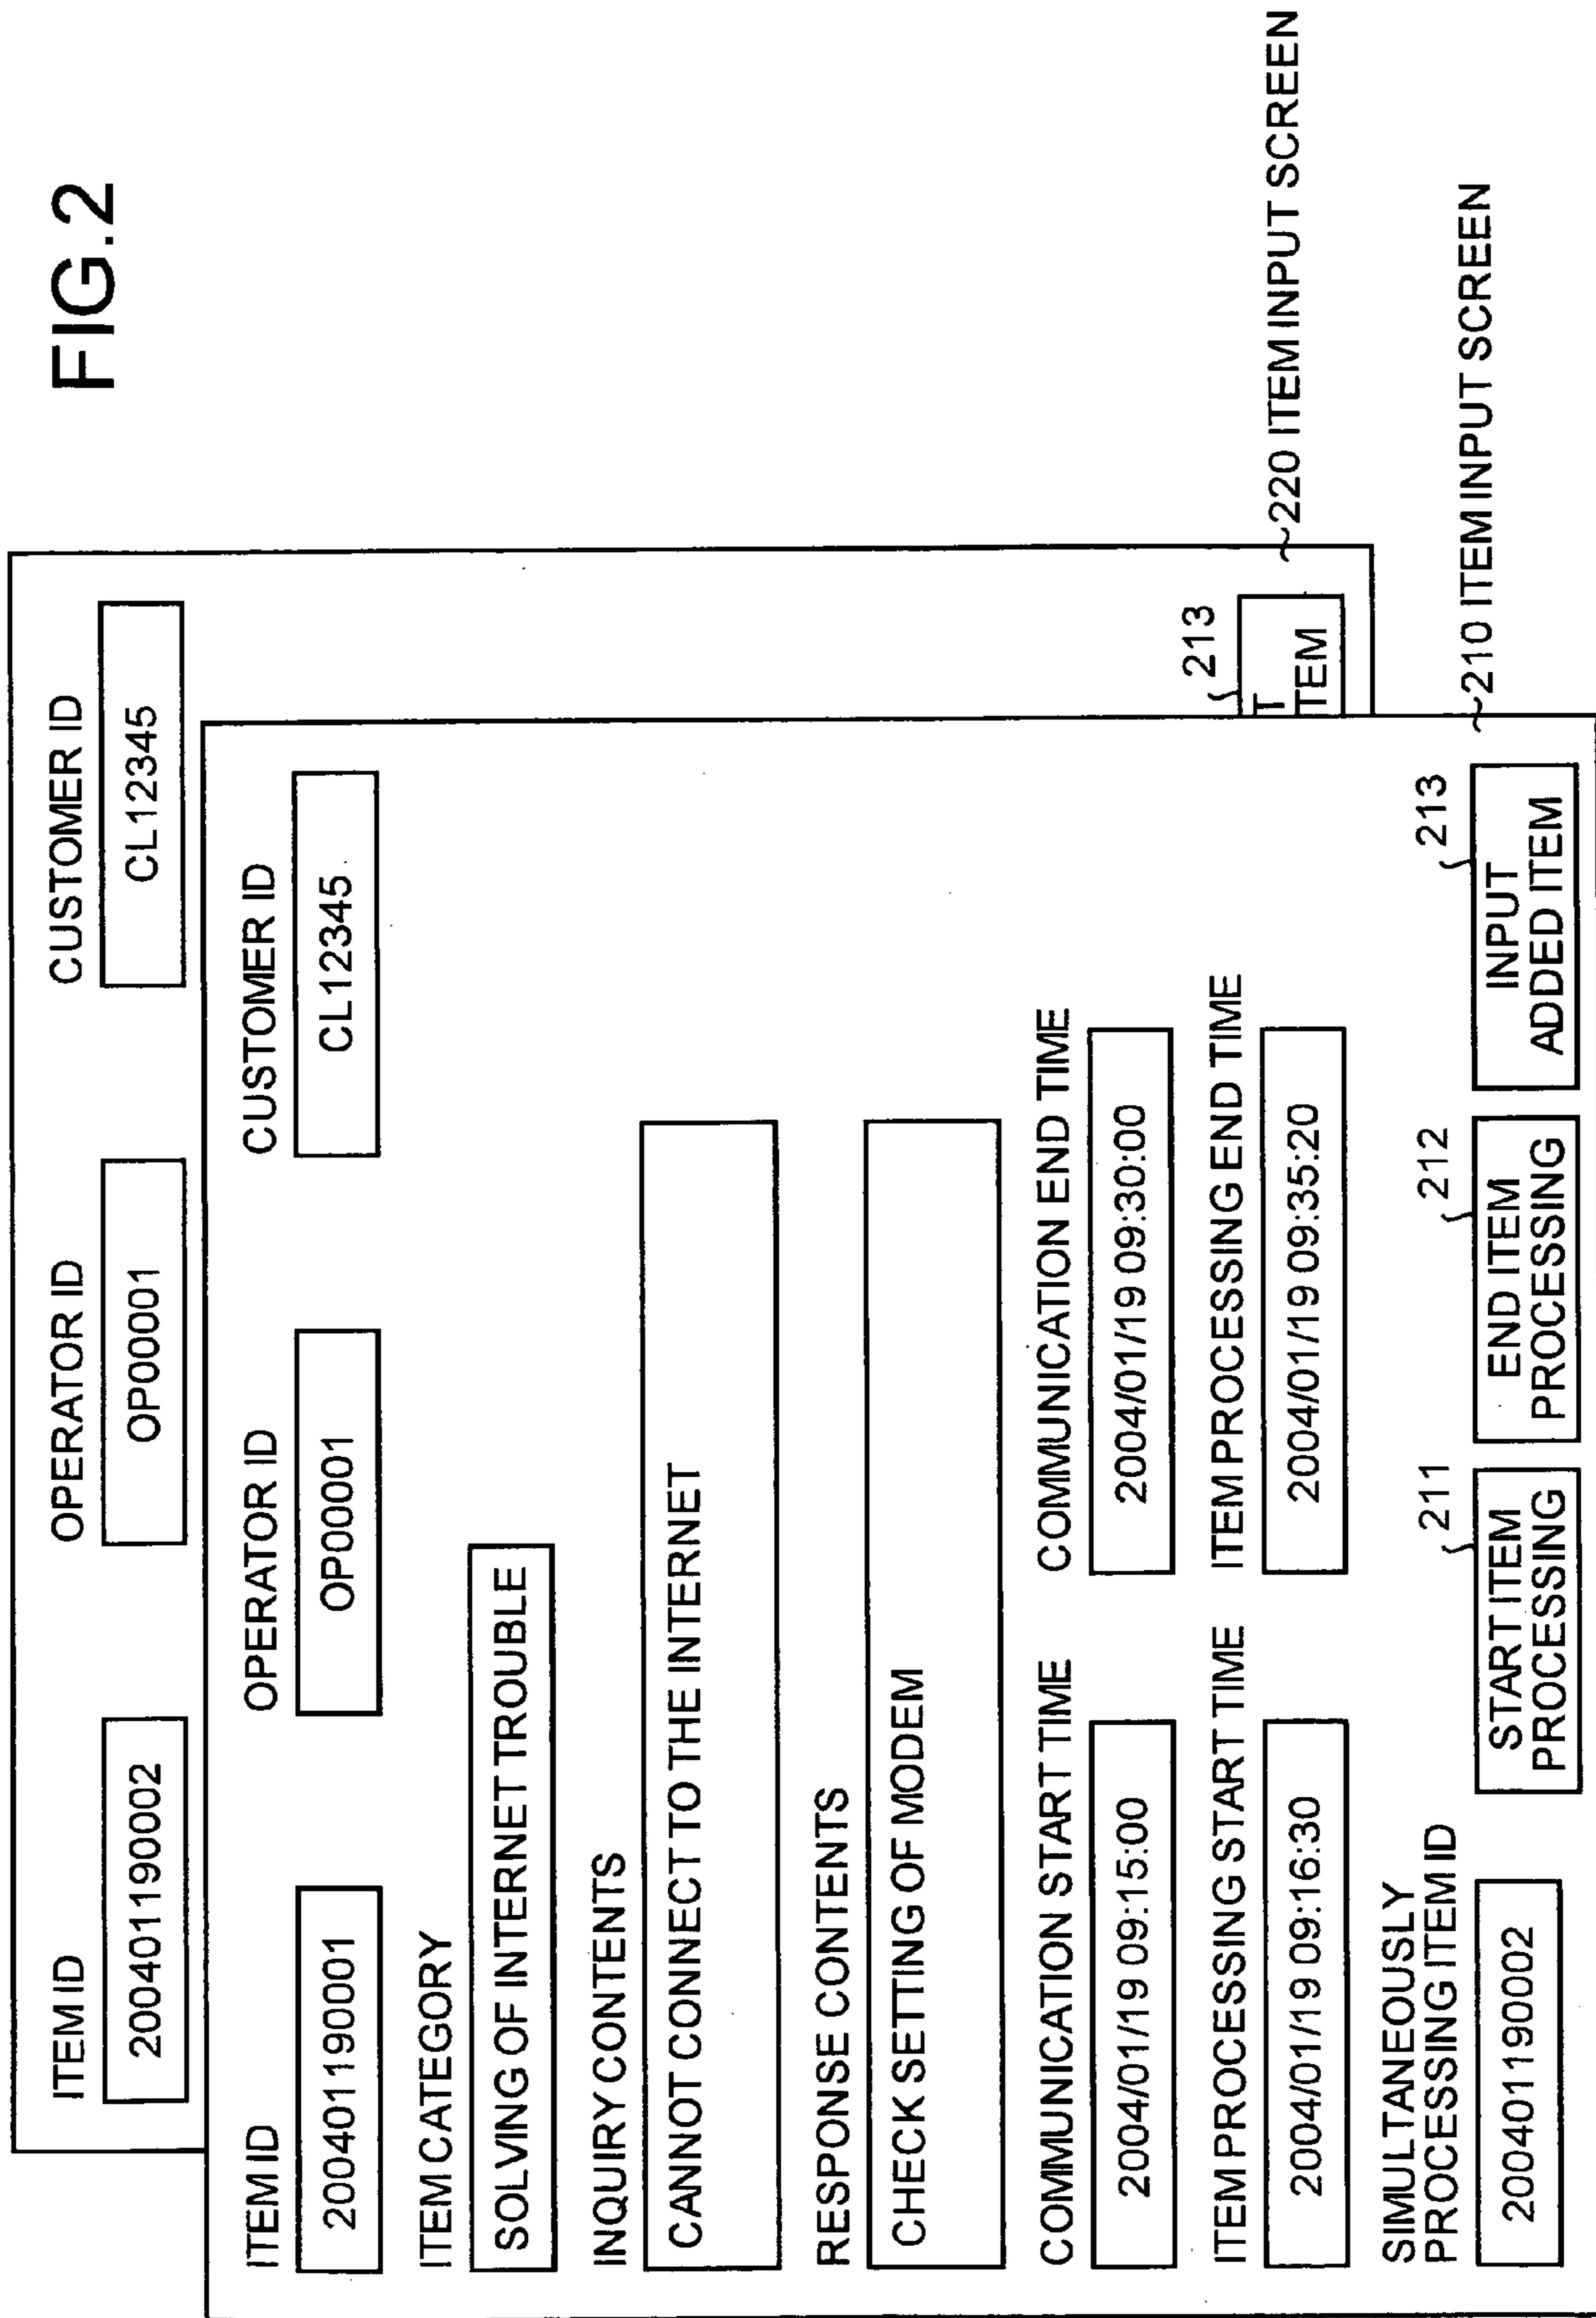 FIG.2
ITEM ID
OPERATOR ID
CUSTOMER ID
200401190002
OP00001
CL12345
ITEM ID
OPERATOR ID
CUSTOMER ID
200401190001
OP00001
CL12345
ITEM CATEGORY
SOLVING OF INTERNET TROUBLE
INQUIRY CONTENTS
CANNOT CONNECT TO THE INTERNET
RESPONSE CONTENTS
CHECK SETTING OF MODEM
COMMUNICATION START TIME
COMMUNICATION END TIME
2004/01/19 09:15:00
2004/01/19 09:30:00
ITEM PROCESSING START TIME
ITEM PROCESSING END TIME
2004/01/19 09:16:30
2004/01/19 09:35:20
213
T
TEM
220 ITEM INPUT SCREEN
SIMULTANEOUSLY
PROCESSING ITEM ID
200401190002
211
START ITEM
PROCESSING
212
END ITEM
PROCESSING
213
INPUT
ADDED ITEM
210 ITEM INPUT SCREEN